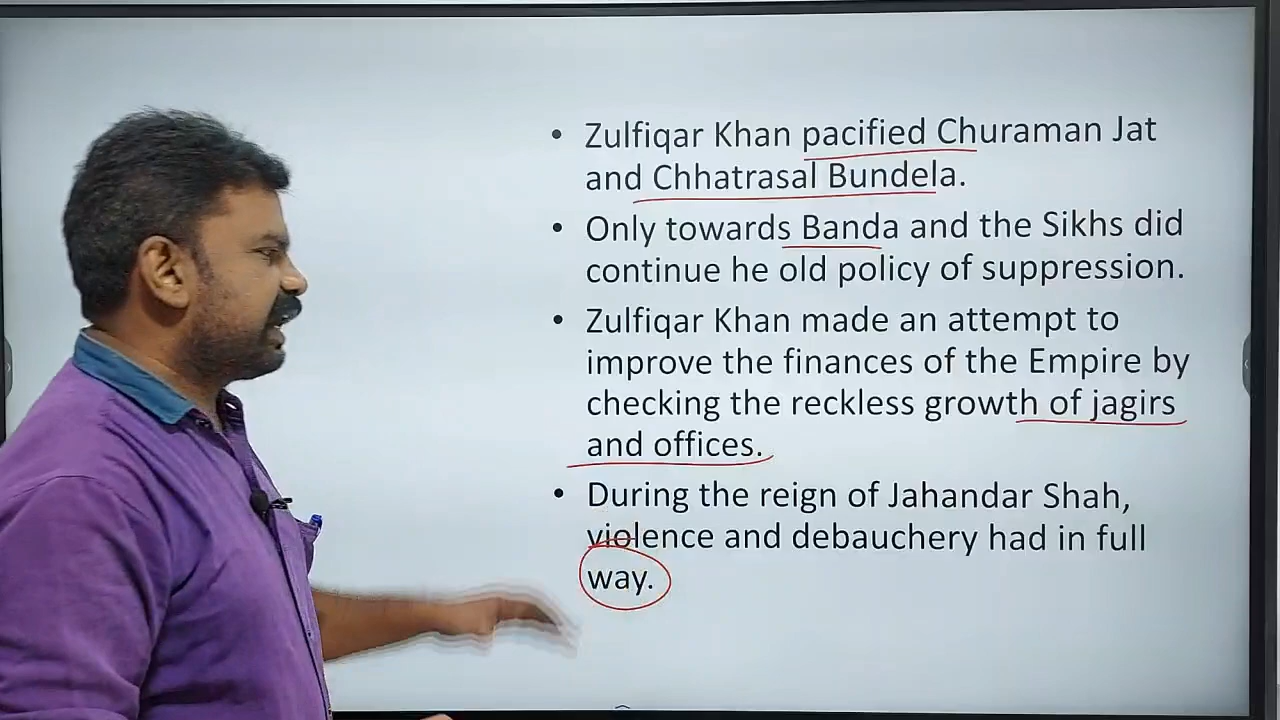 • Zulfiqar Khan pacified Churaman Jat
and Chhatrasal Bundela.
• Only towards Banda and the Sikhs did
continue he old policy of suppression.
• Zulfiqar Khan made an attempt to
improve the finances of the Empire by
checking the reckless growth of jagirs
and offices.
• During the reign of Jahandar Shah,
violence and debauchery had in full
way.